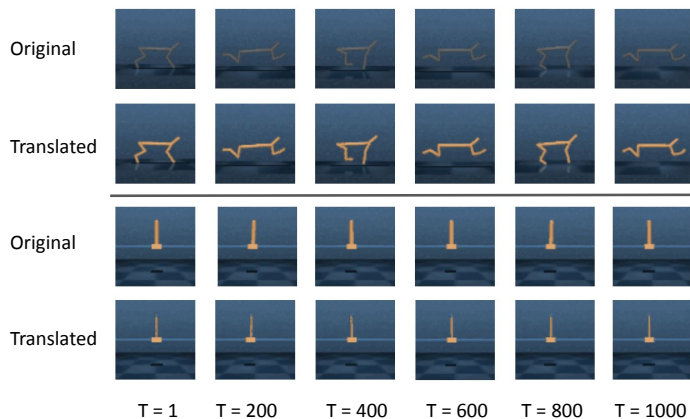 Original
Translated
Original
Translated
T = 1 T = 200 T = 400 T = 600 T = 800 T = 1000